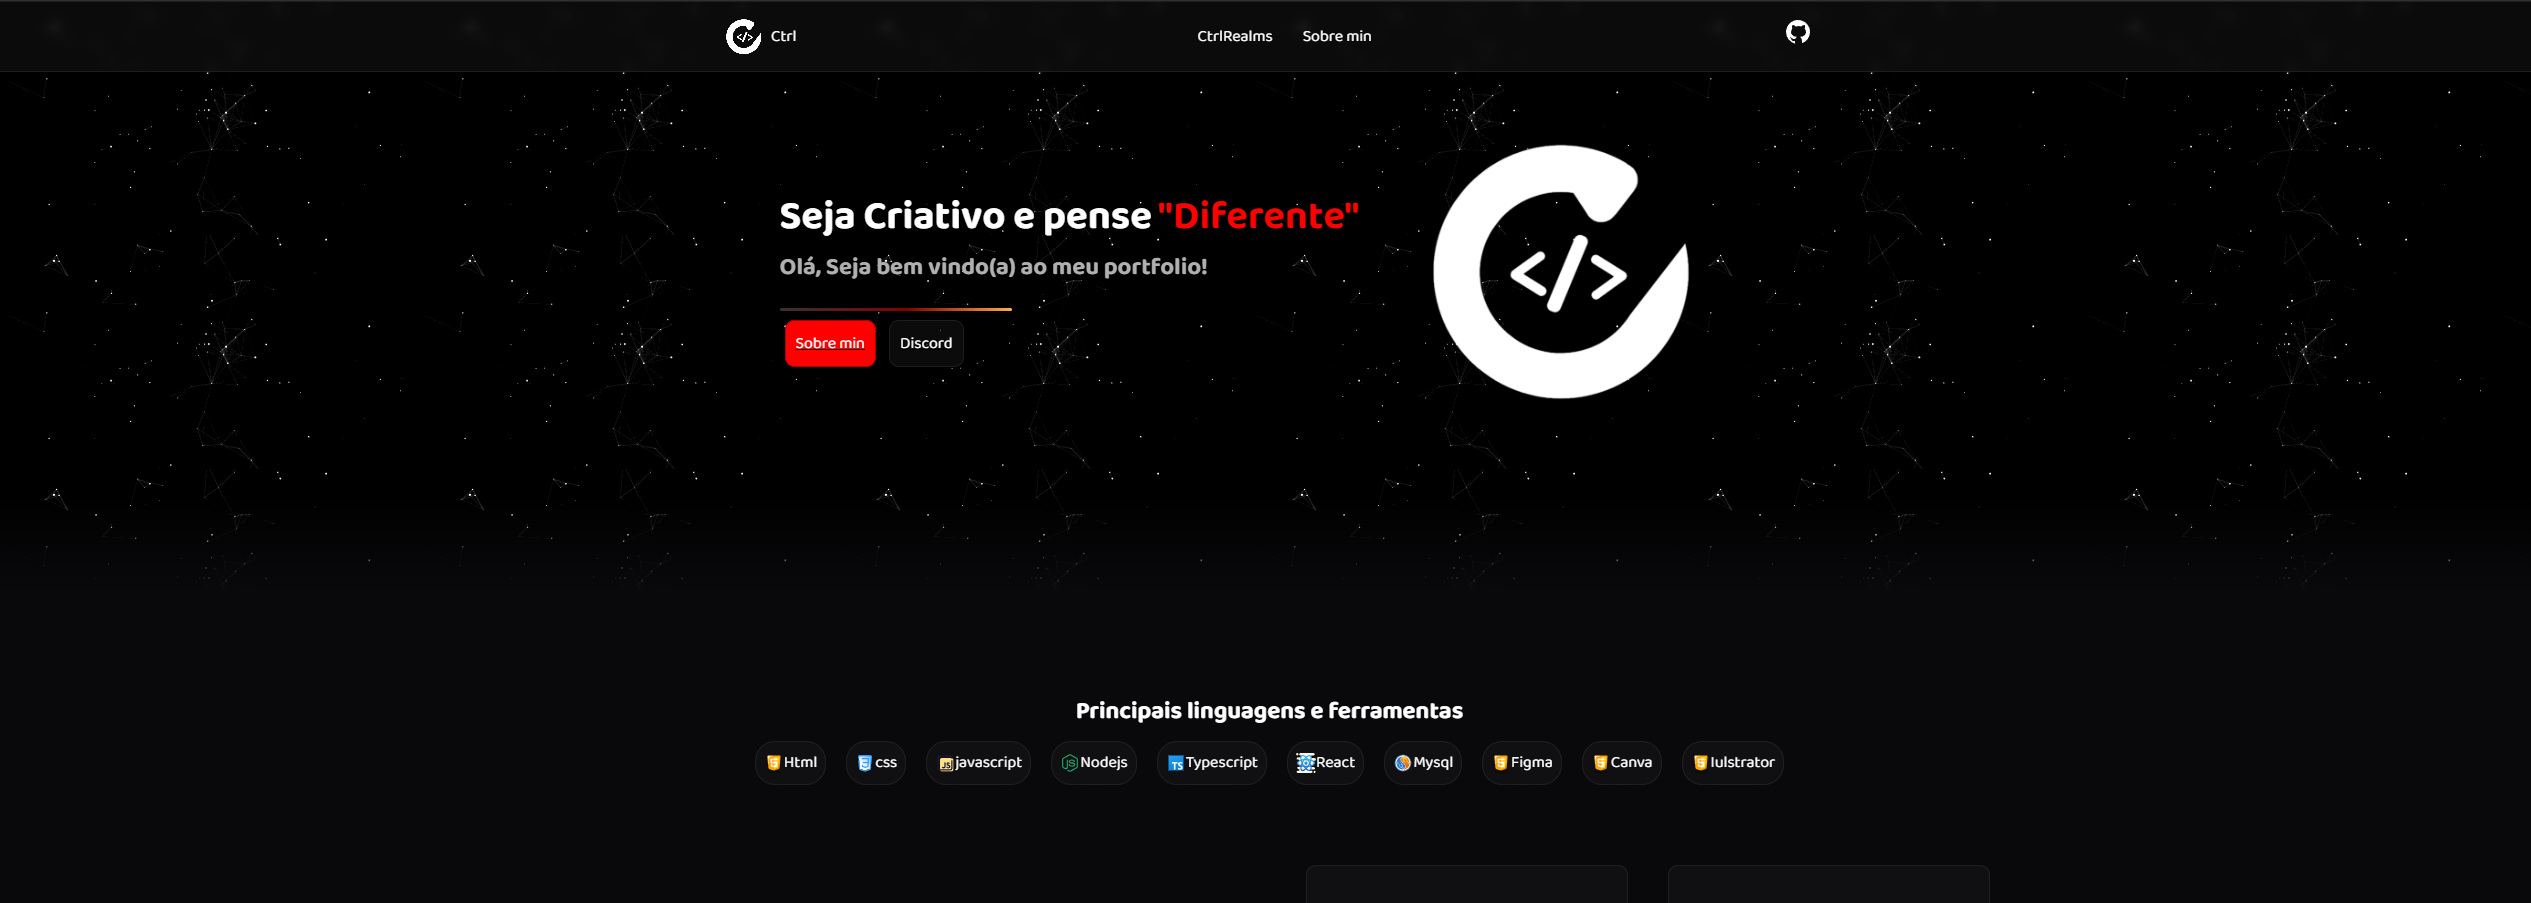 Ctrl CtrlRealms Sobre min
Seja Criativo e pense "Diferente"
Olá, Seja bem vindo(a) ao meu portfolio!
</>
Sobre min Discord
Principais linguagens e ferramentas
Html css javascript Nodejs Typescript React Mysql Figma Canva Iulstrator